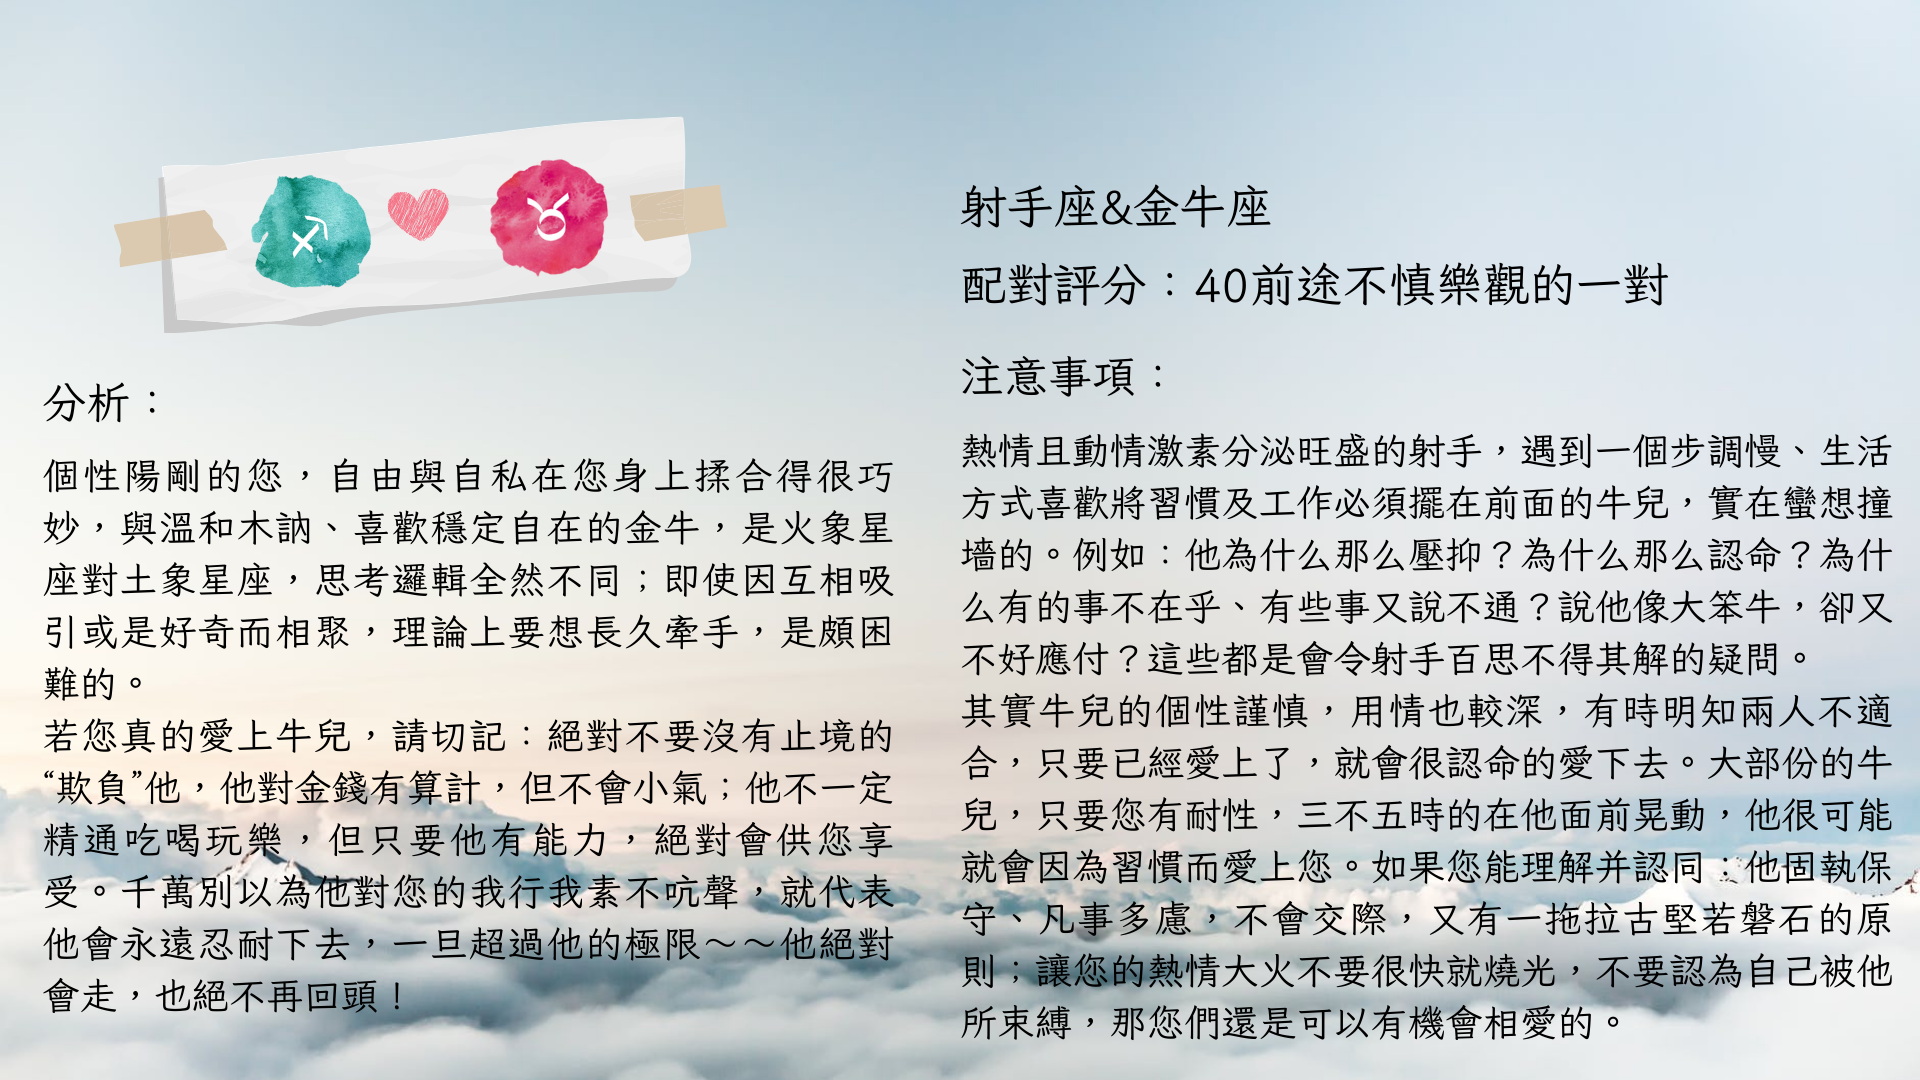 ♐ ♉
分析：
個性陽剛的您，自由與自私在您身上揉合得很巧
妙，與溫和木訥、喜歡穩定自在的金牛，是火象星
座對土象星座，思考邏輯全然不同；即使因互相吸
引或是好奇而相聚，理論上要想長久牽手，是頗困
難的。
若您真的愛上牛兒，請切記：絕對不要沒有止境的
“欺負”他，他對金錢有算計，但不會小氣；他不一定
精通吃喝玩樂，但只要他有能力，絕對會供您享
受。千萬別以為他對您的我行我素不吭聲，就代表
他會永遠忍耐下去，一旦超過他的極限～～他絕對
會走，也絕不再回頭！
射手座&金牛座
配對評分：40前途不慎樂觀的一對
注意事項：
熱情且動情激素分泌旺盛的射手，遇到一個步調慢、生活
方式喜歡將習慣及工作必須擺在前面的牛兒，實在蠻想撞
墻的。例如：他為什么那么壓抑？為什么那么認命？為什
么有的事不在乎、有些事又說不通？說他像大笨牛，卻又
不好應付？這些都是會令射手百思不得其解的疑問。
其實牛兒的個性謹慎，用情也較深，有時明知兩人不適
合，只要已經愛上了，就會很認命的愛下去。大部份的牛
兒，只要您有耐性，三不五時的在他面前晃動，他很可能
就會因為習慣而愛上您。如果您能理解并認同：他固執保
守、凡事多慮，不會交際，又有一拖拉古堅若磐石的原
則；讓您的熱情大火不要很快就燒光，不要認為自己被他
所束縛，那您們還是可以有機會相愛的。